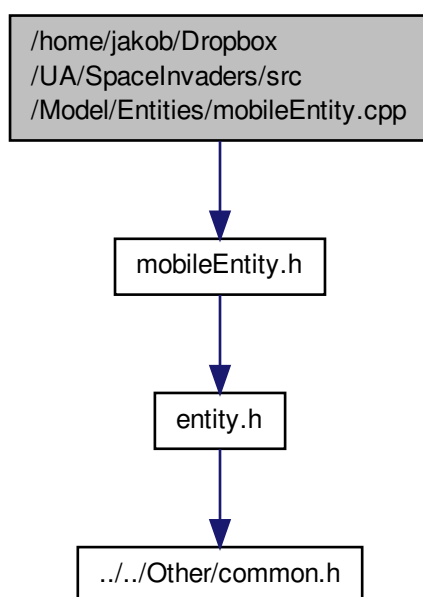 /home/jakob/Dropbox
/UA/SpaceInvaders/src
/Model/Entities/mobileEntity.cpp
mobileEntity.h
entity.h
../../Other/common.h